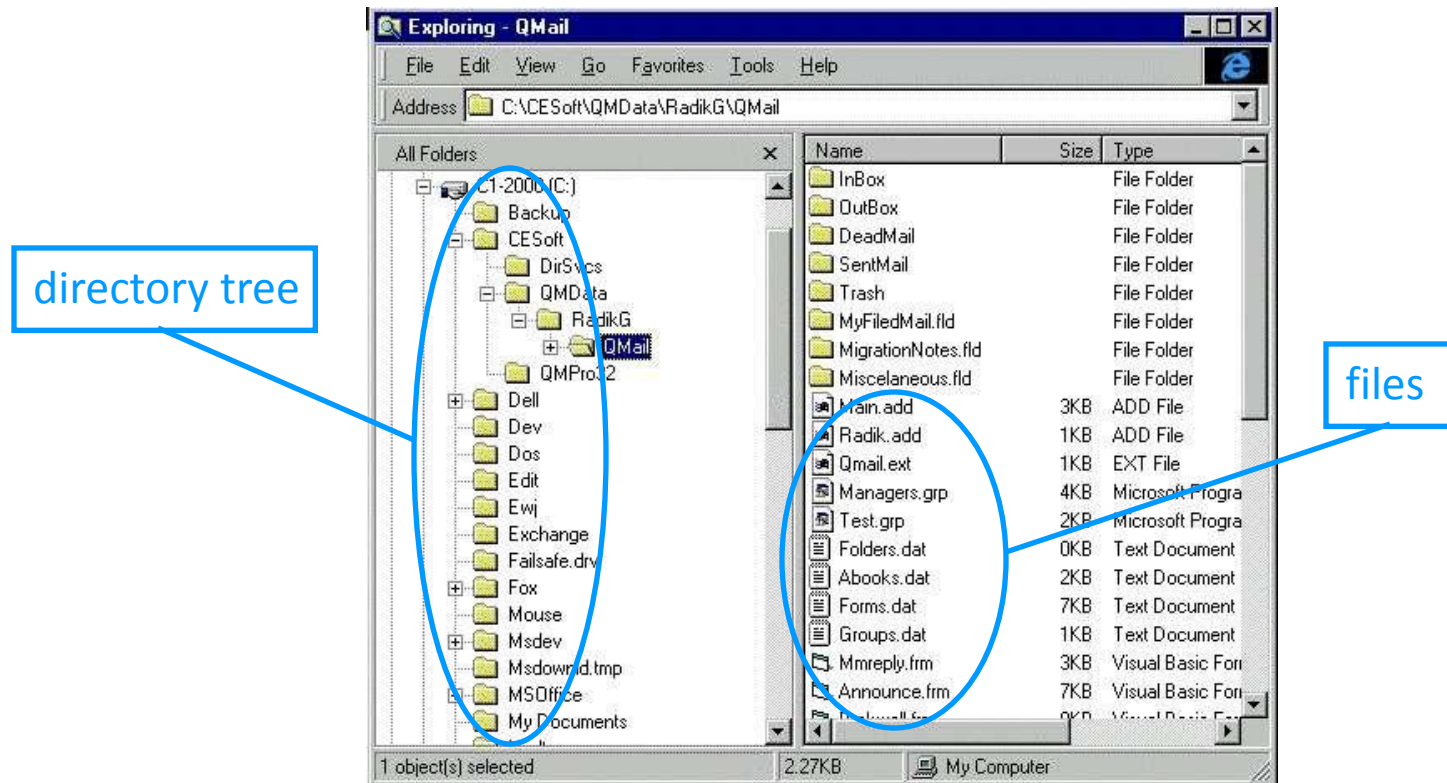 Exploring - QMail
File Edit View Go Favorites Tools Help
Address C:\CESoft\QMData\RadikG\QMail
All Folders
Name Size Type
C1-2000 (C:)
Backup
CESoft
DirSvcs
QMData
RadikG
QMail
QMPro32
Dell
Dev
Dos
Edit
Ewj
Exchange
Failsafe.drv
Fox
Mouse
Msdev
Msdownld.tmp
MSOffice
My Documents
InBox File Folder
OutBox File Folder
DeadMail File Folder
SentMail File Folder
Trash File Folder
MyFiledMail.fld File Folder
MigrationNotes.fld File Folder
Miscelaneous.fld File Folder
Main.add 3KB ADD File
Radik.add 1KB ADD File
Qmail.ext 1KB EXT File
Managers.grp 4KB Microsoft Progra
Test.grp 2KB Microsoft Progra
Folders.dat 0KB Text Document
Abooks.dat 2KB Text Document
Forms.dat 7KB Text Document
Groups.dat 1KB Text Document
Mmreply.frm 3KB Visual Basic Forr
Announce.frm 7KB Visual Basic Forr
1 object(s) selected 2.27KB My Computer
directory tree
files